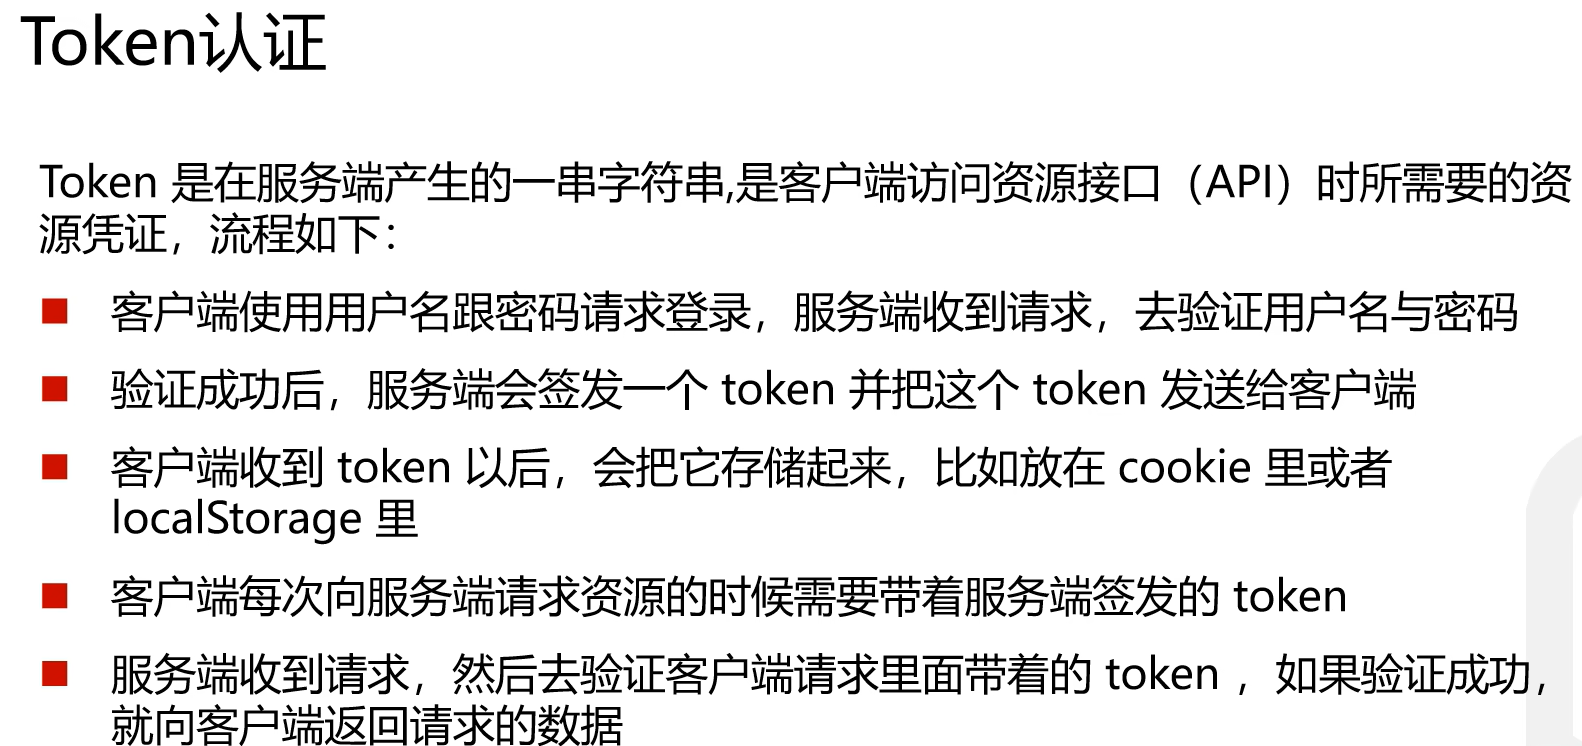 Token认证
Token 是在服务端产生的一串字符串,是客户端访问资源接口（API）时所需要的资
源凭证，流程如下：
客户端使用用户名跟密码请求登录，服务端收到请求，去验证用户名与密码
验证成功后，服务端会签发一个 token 并把这个 token 发送给客户端
客户端收到 token 以后，会把它存储起来，比如放在 cookie 里或者
localStorage 里
客户端每次向服务端请求资源的时候需要带着服务端签发的 token
服务端收到请求，然后去验证客户端请求里面带着的 token ，如果验证成功，
就向客户端返回请求的数据